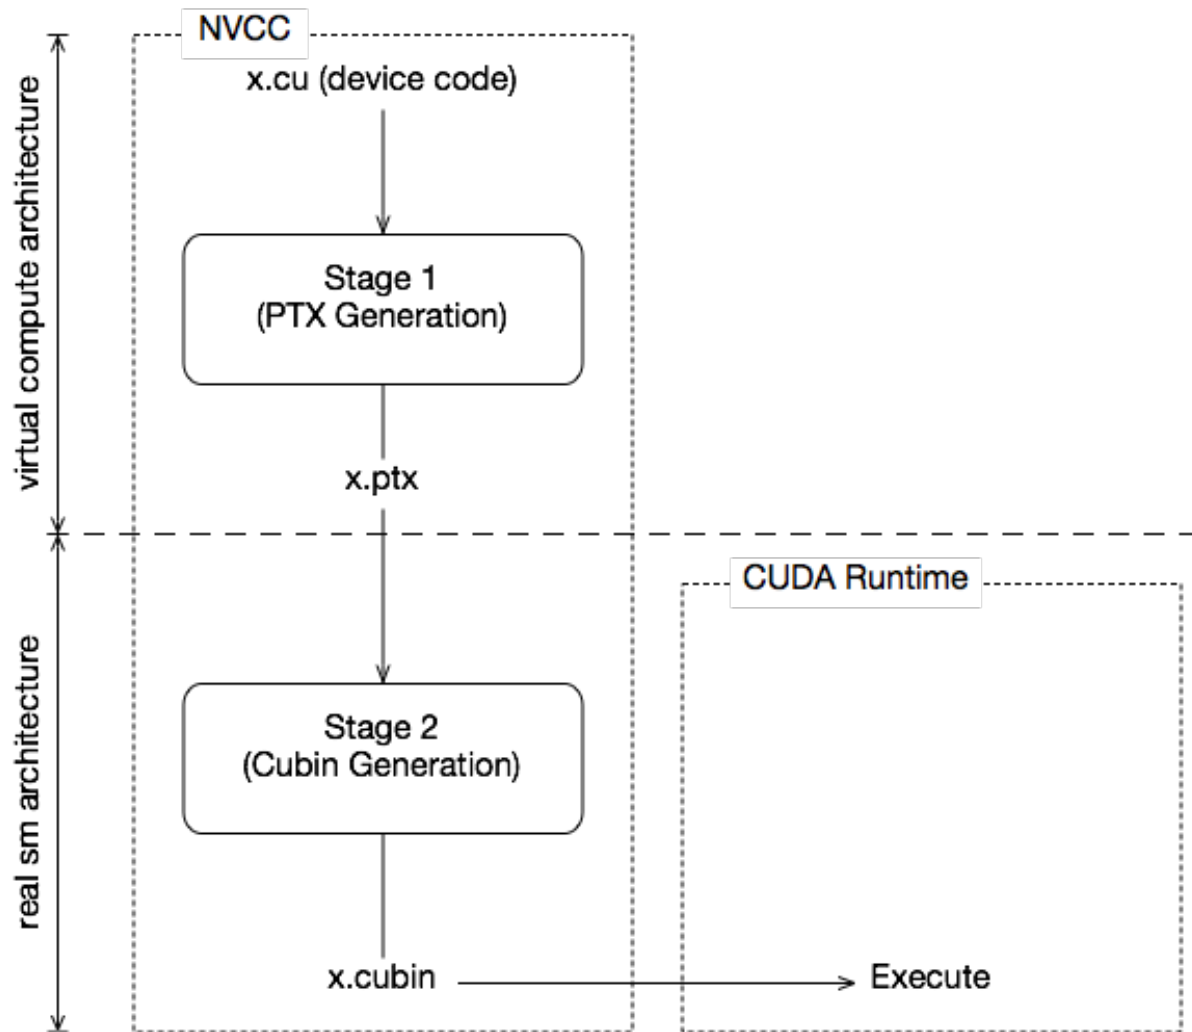 NVCC
x.cu (device code)
virtual compute architecture
Stage 1
(PTX Generation)
x.ptx
CUDA Runtime
real sm architecture
Stage 2
(Cubin Generation)
x.cubin
Execute